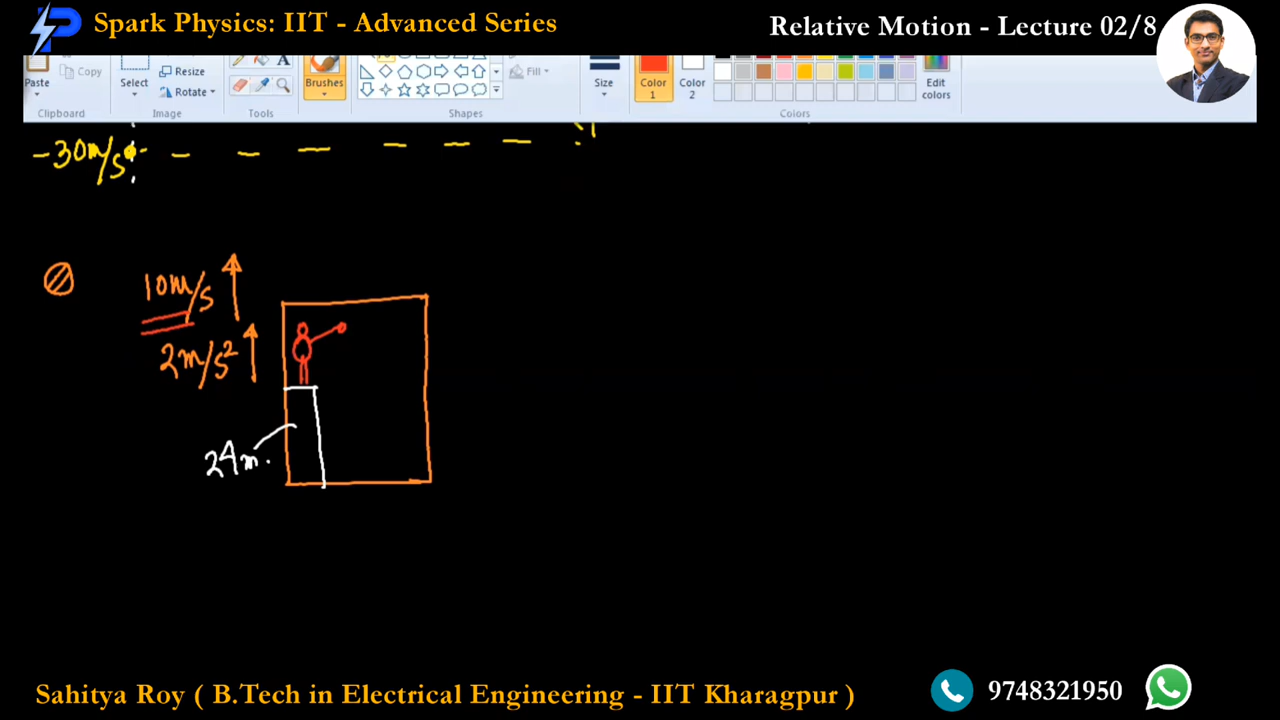 Spark Physics: IIT - Advanced Series
Relative Motion - Lecture 02/8
Paste
Copy
Select
Resize
Rotate
Brushes
Fill
Size
Color 1
Color 2
Edit colors
Clipboard
Image
Tools
Shapes
Colors
-30m/s
10m/s
2m/s²
24m.
Sahitya Roy ( B.Tech in Electrical Engineering - IIT Kharagpur )
9748321950